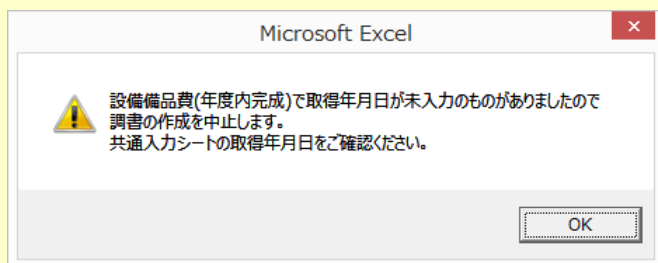 Microsoft Excel
設備備品費(年度内完成)で取得年月日が未入力のものがありましたので
調書の作成を中止します。
共通入力シートの取得年月日をご確認ください。
OK